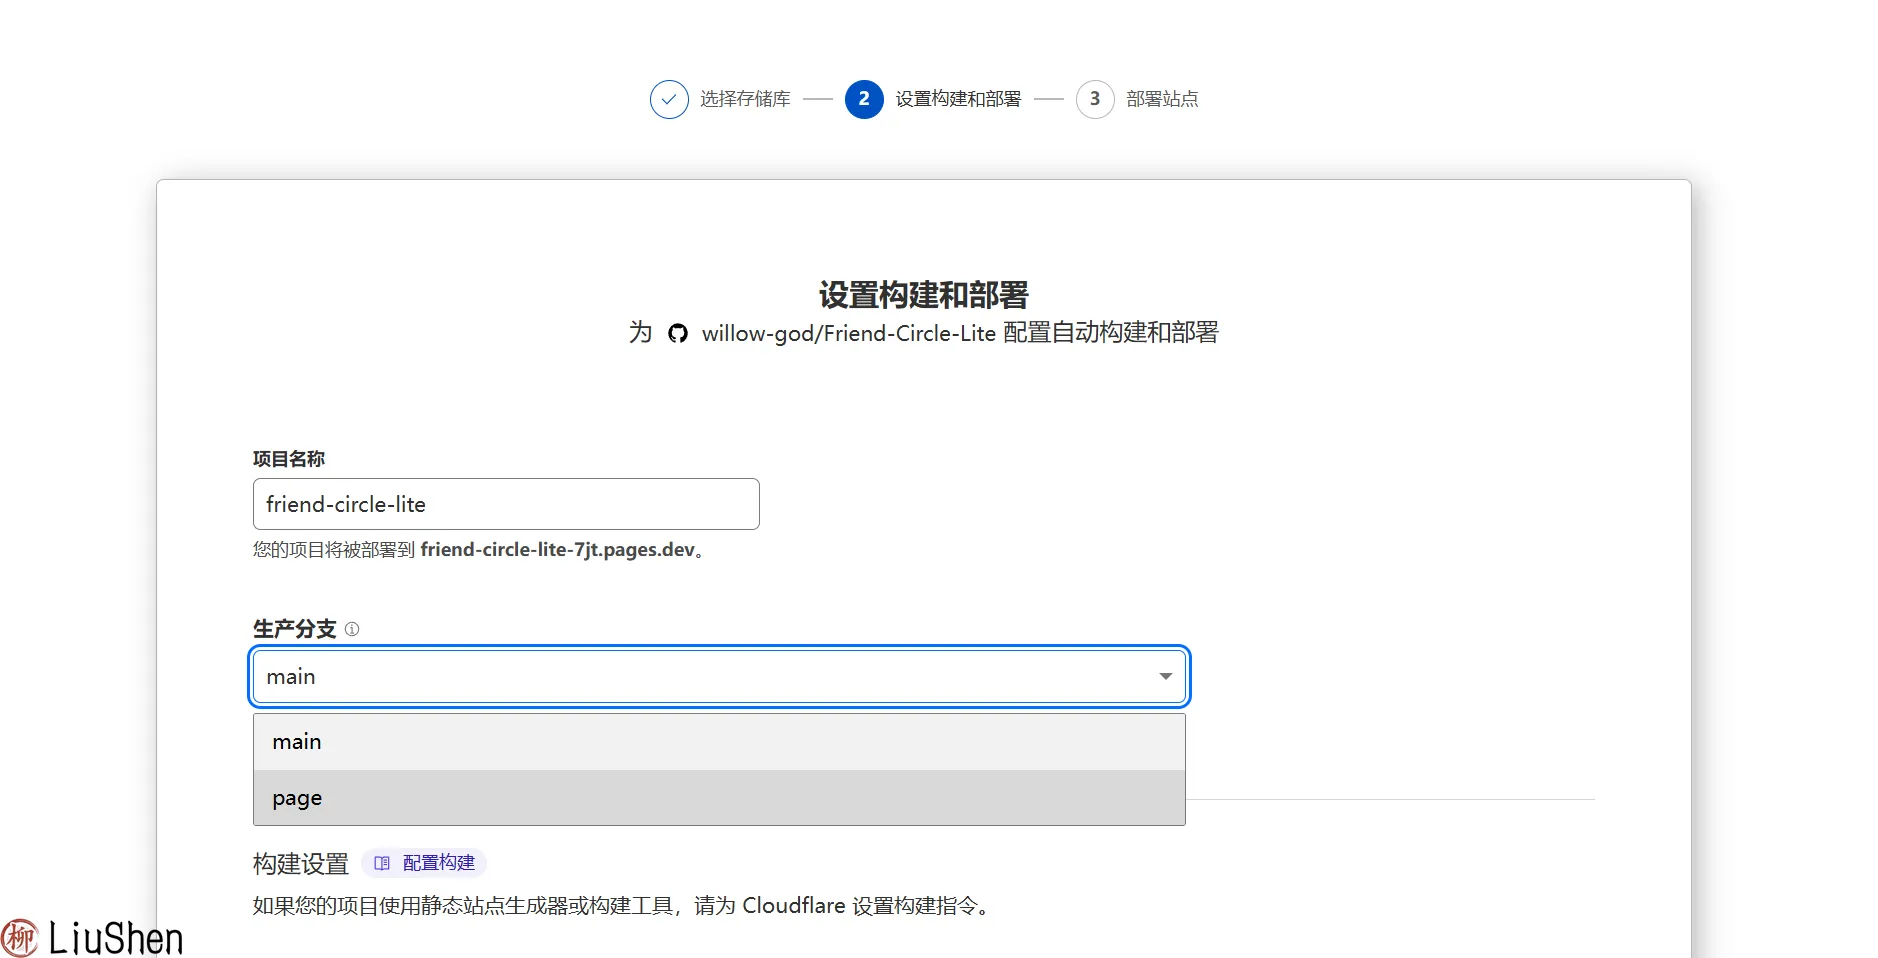 选择存储库
2 设置构建和部署
3 部署站点
设置构建和部署
为 willow-god/Friend-Circle-Lite 配置自动构建和部署
项目名称
friend-circle-lite
您的项目将被部署到 friend-circle-lite-7jt.pages.dev。
生产分支
main
main
page
构建设置 配置构建
如果您的项目使用静态站点生成器或构建工具，请为 Cloudflare 设置构建指令。
柳 LiuShen